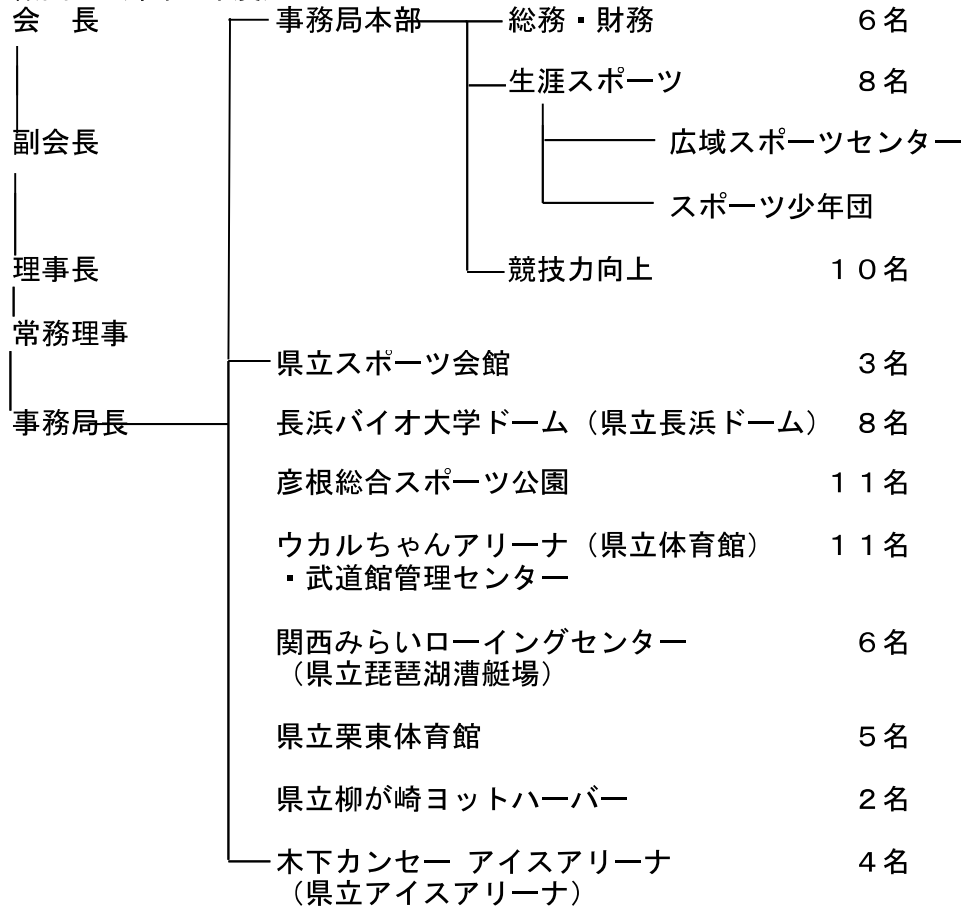 会　長
事務局本部
総務・財務
６名
生涯スポーツ
８名
副会長
広域スポーツセンター
スポーツ少年団
理事長
競技力向上
１０名
常務理事
県立スポーツ会館
３名
事務局長
長浜バイオ大学ドーム（県立長浜ドーム）
８名
彦根総合スポーツ公園
１１名
ウカルちゃんアリーナ（県立体育館）
１１名
・武道館管理センター
関西みらいローイングセンター
６名
（県立琵琶湖漕艇場）
県立栗東体育館
５名
県立柳が崎ヨットハーバー
２名
木下カンセー アイスアリーナ
４名
（県立アイスアリーナ）